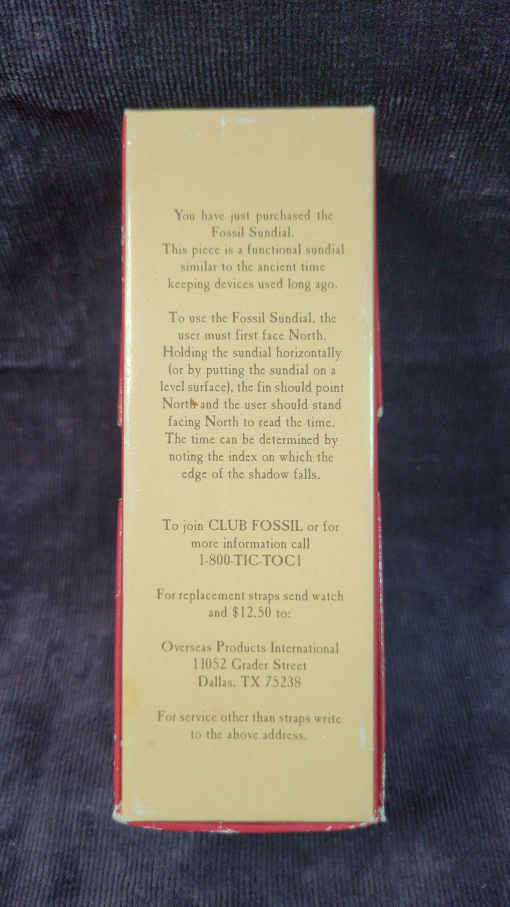 You have just purchased the
Fossil Sundial.
This piece is a functional sundial
similar to the ancient time
keeping devices used long ago.
To use the Fossil Sundial, the
user must first face North.
Holding the sundial horizontally
(or by putting the sundial on a
level surface), the fin should point
North and the user should stand
facing North to read the time.
The time can be determined by
noting the index on which the
edge of the shadow falls.
To join CLUB FOSSIL or for
more information call
1-800-TIC-TOC1
For replacement straps send watch
and $12.50 to:
Overseas Products International
11052 Grader Street
Dallas, TX 75238
For service other than straps write
to the above address.